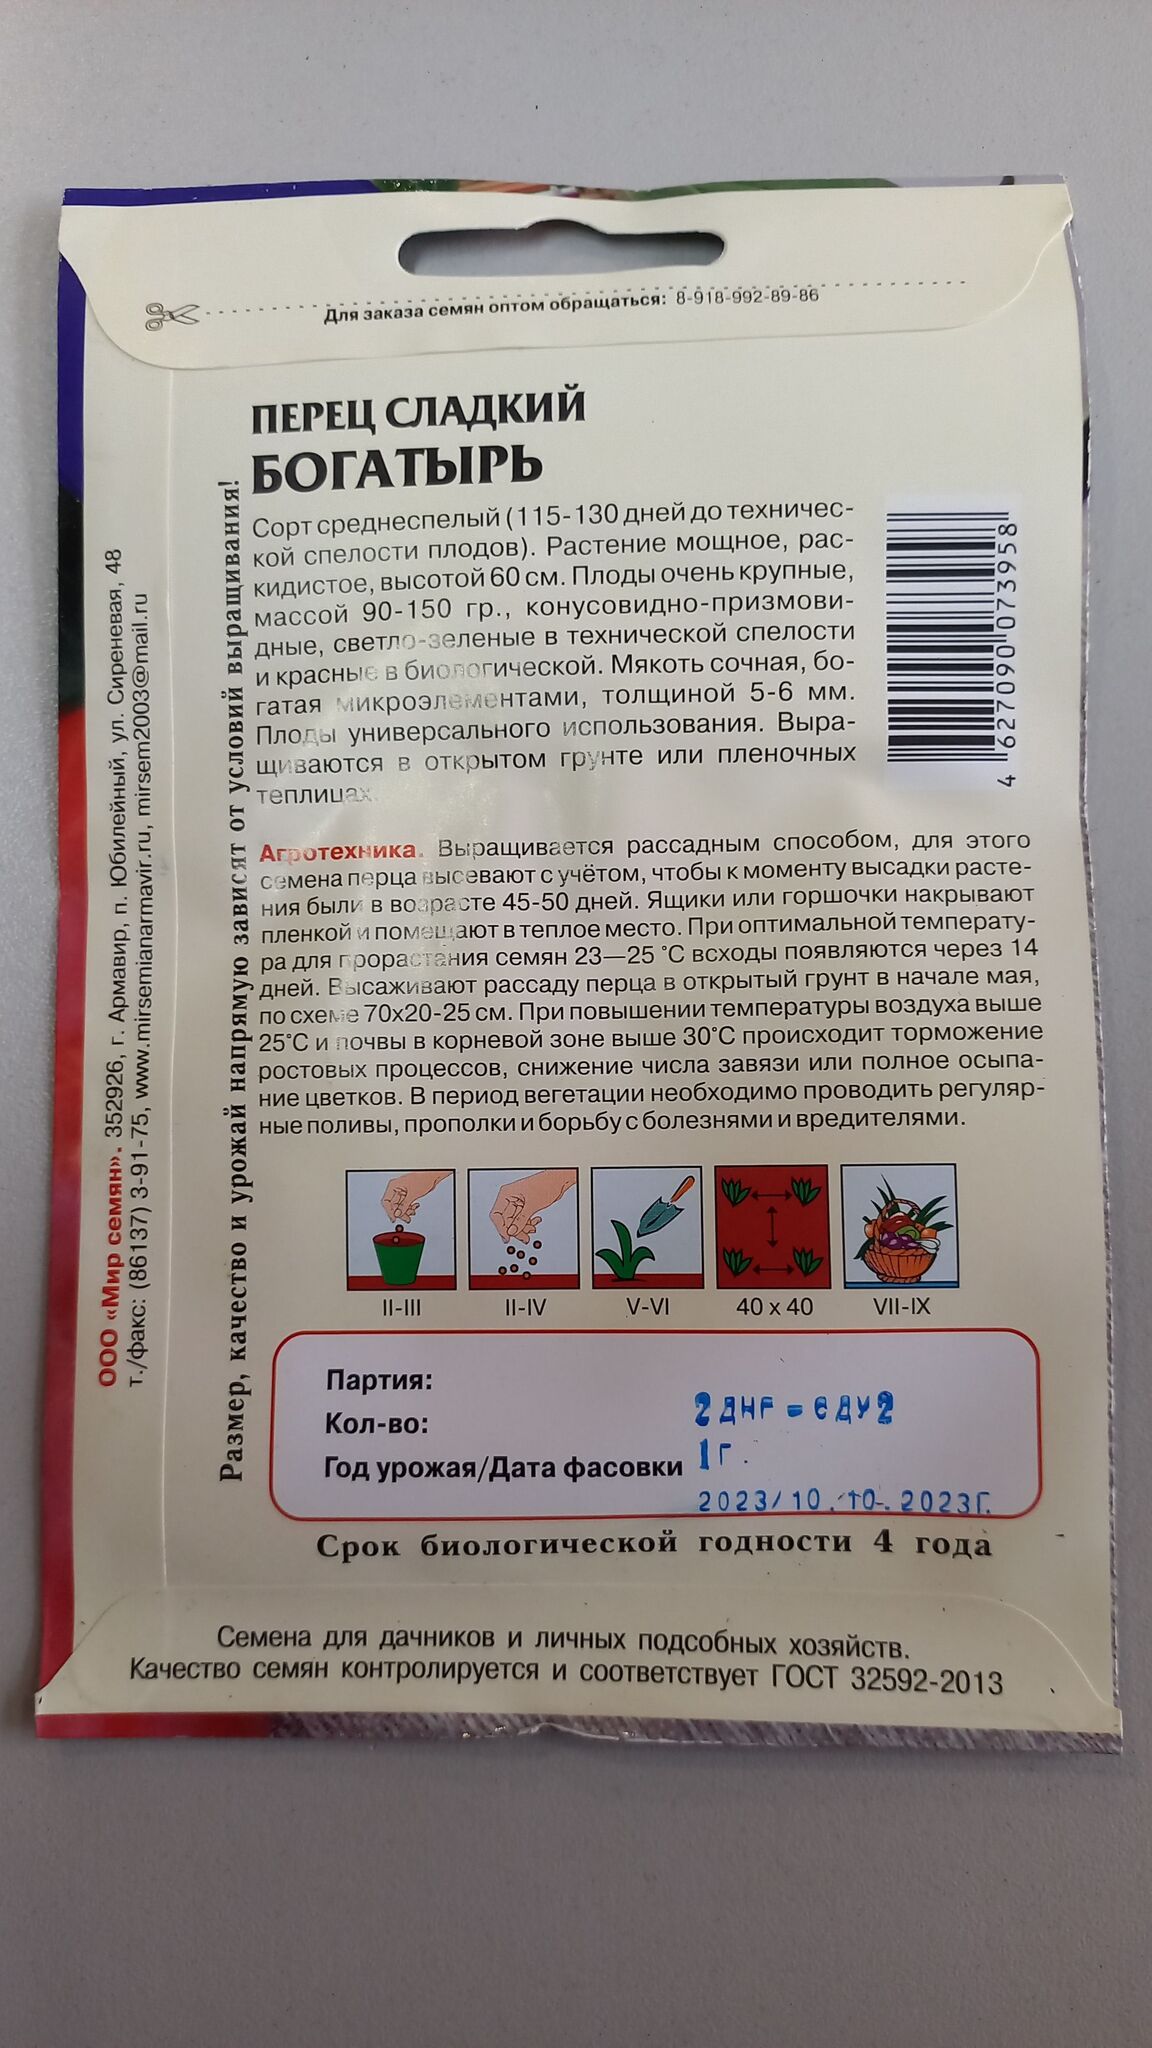 Для заказа семян оптом обращаться: 8-918-992-89-86
ПЕРЕЦ СЛАДКИЙ
БОГАТЫРЬ
Сорт среднеспелый (115-130 дней до техничес-
кой спелости плодов). Растение мощное, рас-
кидистое, высотой 60 см. Плоды очень крупные,
массой 90-150 гр., конусовидно-призмови-
дные, светло-зеленые в технической спелости
и красные в биологической. Мякоть сочная, бо-
гатая микроэлементами, толщиной 5-6 мм.
Плоды универсального использования. Выра-
щиваются в открытом грунте или пленочных
теплицах.
4 627090 073958
Агротехника. Выращивается рассадным способом, для этого
семена перца высевают с учётом, чтобы к моменту высадки расте-
ния были в возрасте 45-50 дней. Ящики или горшочки накрывают
пленкой и помещают в теплое место. При оптимальной температу-
ра для прорастания семян 23—25 °С всходы появляются через 14
дней. Высаживают рассаду перца в открытый грунт в начале мая,
по схеме 70х20-25 см. При повышении температуры воздуха выше
25°С и почвы в корневой зоне выше 30°С происходит торможение
ростовых процессов, снижение числа завязи или полное осыпа-
ние цветков. В период вегетации необходимо проводить регуляр-
ные поливы, прополки и борьбу с болезнями и вредителями.
II-III
II-IV
V-VI
40 x 40
VII-IX
Партия: 2ДНГ-6ДУ2
Кол-во: 1г.
Год урожая/Дата фасовки 2023/10.10.2023г.
Срок биологической годности 4 года
Семена для дачников и личных подсобных хозяйств.
Качество семян контролируется и соответствует ГОСТ 32592-2013
Размер, качество и урожай напрямую зависят от условий выращивания!
ООО «Мир семян». 352926, г. Армавир, п. Юбилейный, ул. Сиреневая, 48
т./факс: (86137) 3-91-75, www.mirsemianarmavir.ru, mirsem2003@mail.ru